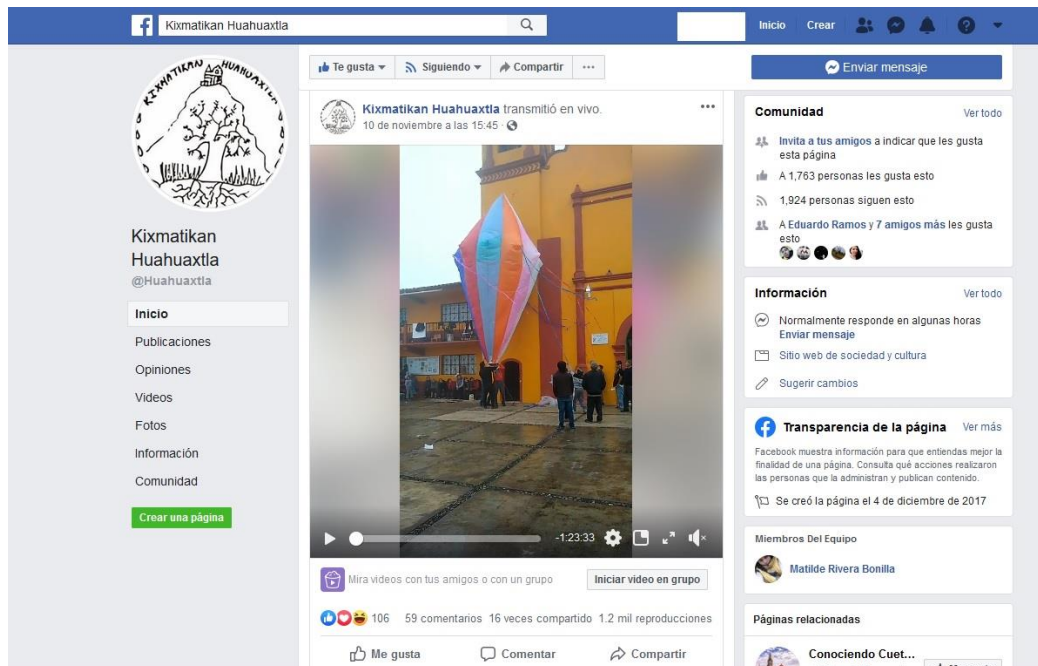 Kixmatikan Huahuaxtla
Inicio
Crear
KIXMATIKAN HUAHUAXTLA
Kixmatikan
Huahuaxtla
@Huahuaxtla
Inicio
Publicaciones
Opiniones
Videos
Fotos
Información
Comunidad
Crear una página
Te gusta
Siguiendo
Compartir
Kixmatikan Huahuaxtla transmitió en vivo.
10 de noviembre a las 15:45
-1:23:33
Mira videos con tus amigos o con un grupo
Iniciar video en grupo
106 59 comentarios 16 veces compartido 1.2 mil reproducciones
Me gusta
Comentar
Compartir
Enviar mensaje
Comunidad
Ver todo
Invita a tus amigos a indicar que les gusta
esta página
A 1,763 personas les gusta esto
1,924 personas siguen esto
A Eduardo Ramos y 7 amigos más les gusta
esto
Información
Ver todo
Normalmente responde en algunas horas
Enviar mensaje
Sitio web de sociedad y cultura
Sugerir cambios
Transparencia de la página
Ver más
Facebook muestra información para que entiendas mejor la
finalidad de una página. Consulta qué acciones realizaron
las personas que la administran y publican contenido.
Se creó la página el 4 de diciembre de 2017
Miembros Del Equipo
Matilde Rivera Bonilla
Páginas relacionadas
Conociendo Cuet...